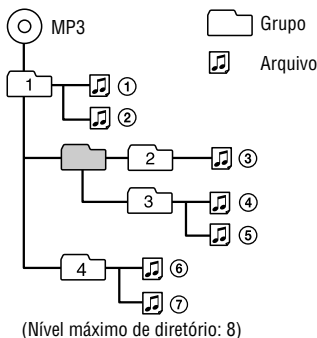 MP3
Grupo
Arquivo
1
①
②
2
③
3
④
⑤
4
⑥
⑦
(Nível máximo de diretório: 8)